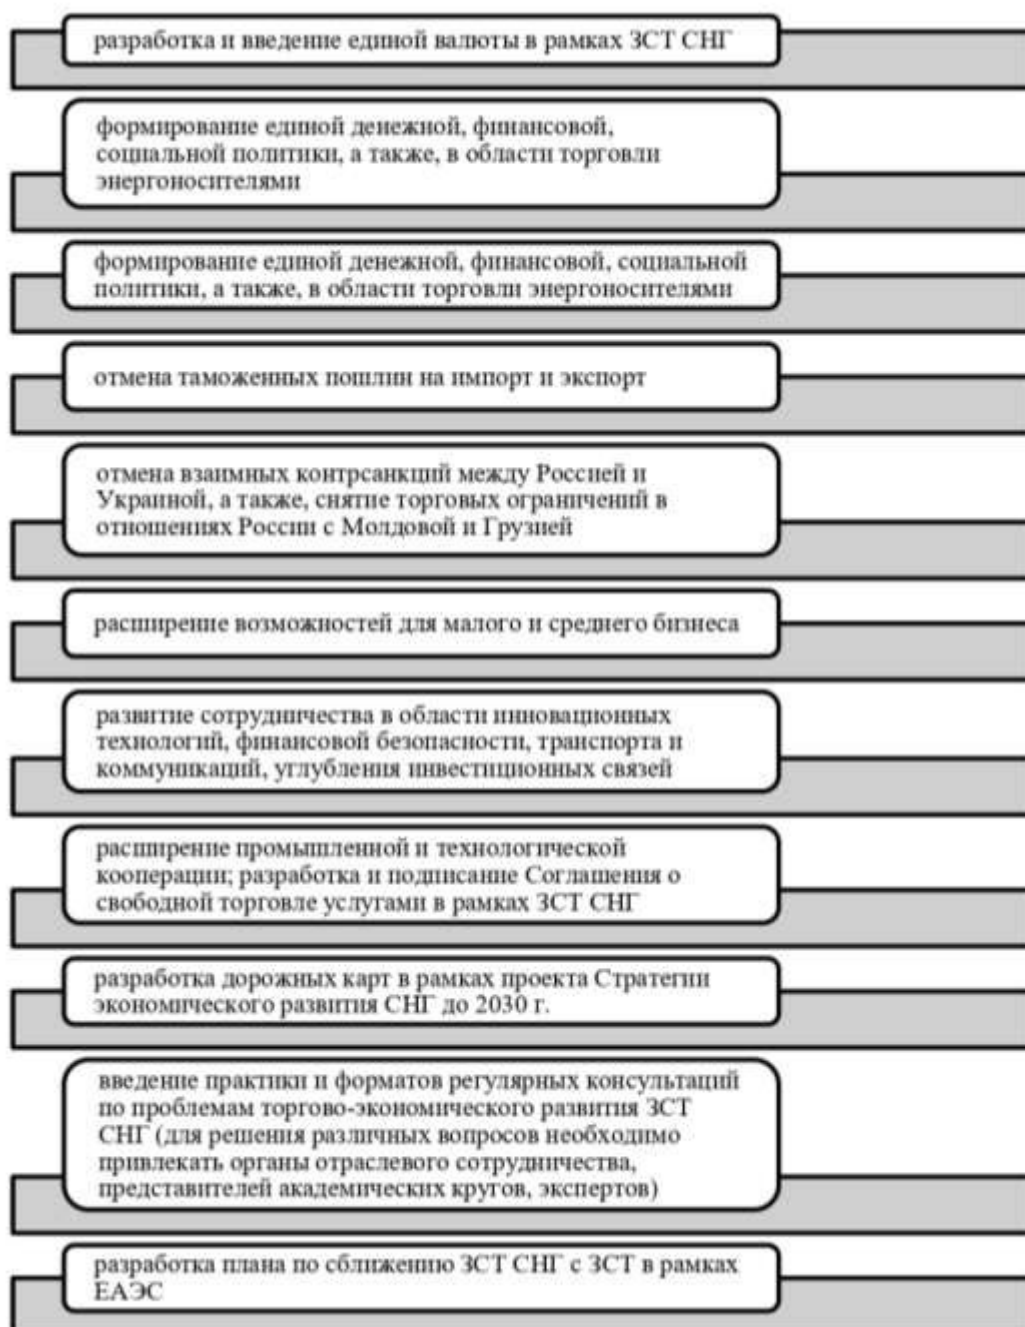 разработка и введение единой валюты в рамках ЗСТ СНГ
формирование единой денежной, финансовой,
социальной политики, а также, в области торговли
энергоносителями
формирование единой денежной, финансовой, социальной
политики, а также, в области торговли энергоносителями
отмена таможенных пошлин на импорт и экспорт
отмена взаимных контрсанкций между Россией и
Украиной, а также, снятие торговых ограничений в
отношениях России с Молдовой и Грузией
расширение возможностей для малого и среднего бизнеса
развитие сотрудничества в области инновационных
технологий, финансовой безопасности, транспорта и
коммуникаций, углубления инвестиционных связей
расширение промышленной и технологической
кооперации; разработка и подписание Соглашения о
свободной торговле услугами в рамках ЗСТ СНГ
разработка дорожных карт в рамках проекта Стратегии
экономического развития СНГ до 2030 г.
введение практики и форматов регулярных консультаций
по проблемам торгово-экономического развития ЗСТ
СНГ (для решения различных вопросов необходимо
привлекать органы отраслевого сотрудничества,
представителей академических кругов, экспертов)
разработка плана по сближению ЗСТ СНГ с ЗСТ в рамках
ЕАЭС